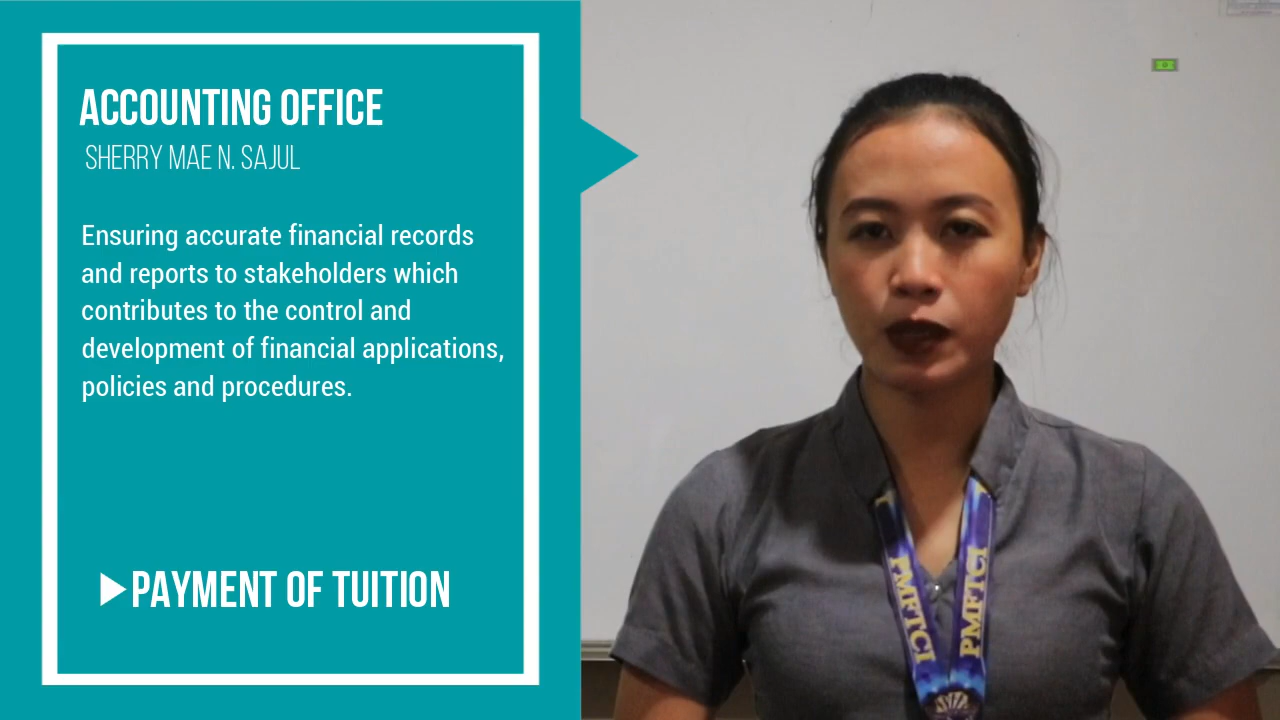 ACCOUNTING OFFICE
SHERRY MAE N. SAJUL
Ensuring accurate financial records
and reports to stakeholders which
contributes to the control and
development of financial applications,
policies and procedures.
PAYMENT OF TUITION
PMFTCI
PMFTCI